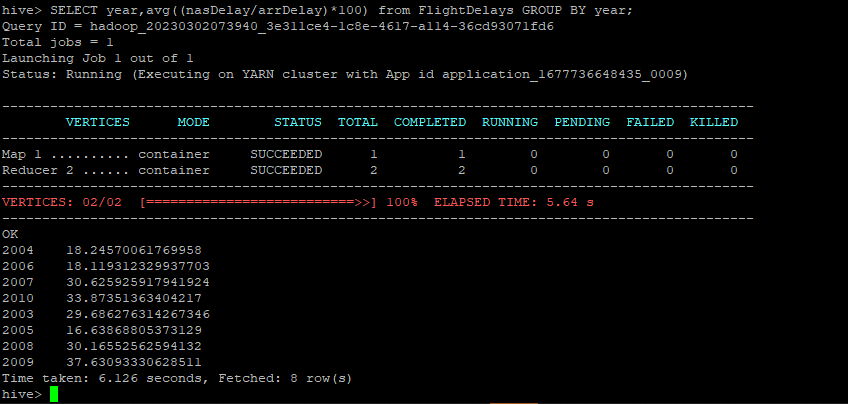 hive> SELECT year,avg((nasDelay/arrDelay)*100) from FlightDelays GROUP BY year;
Query ID = hadoop_20230302073940_3e311ce4-1c8e-4617-a114-36cd93071fd6
Total jobs = 1
Launching Job 1 out of 1
Status: Running (Executing on YARN cluster with App id application_1677736648435_0009)
----------------------------------------------------------------------------------------------
VERTICES MODE STATUS TOTAL COMPLETED RUNNING PENDING FAILED KILLED
----------------------------------------------------------------------------------------------
Map 1 .......... container SUCCEEDED 1 1 0 0 0 0
Reducer 2 ...... container SUCCEEDED 2 2 0 0 0 0
----------------------------------------------------------------------------------------------
VERTICES: 02/02 [==========================>>] 100% ELAPSED TIME: 5.64 s
----------------------------------------------------------------------------------------------
OK
2004 18.24570061769958
2006 18.119312329937703
2007 30.625925917941924
2010 33.87351363404217
2003 29.686276314267346
2005 16.63868805373129
2008 30.16552562594132
2009 37.63093330628511
Time taken: 6.126 seconds, Fetched: 8 row(s)
hive>